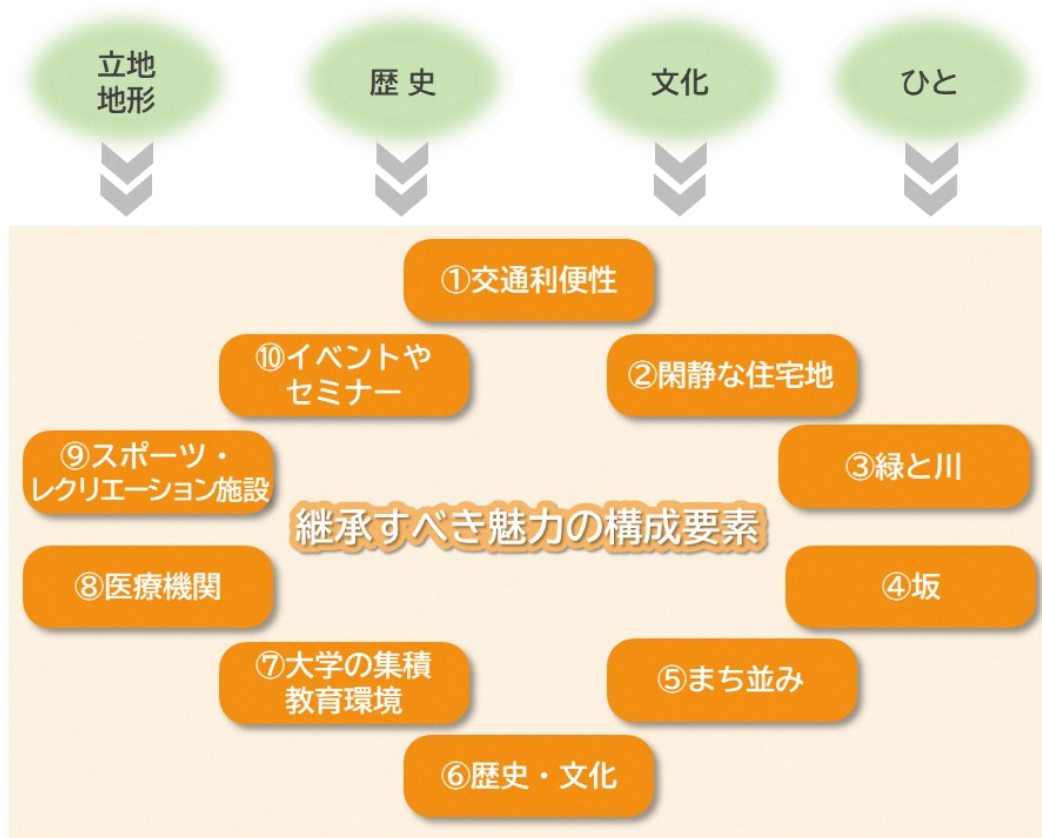 立地
地形
歴史
文化
ひと
①交通利便性
⑩イベントや
セミナー
②閑静な住宅地
⑨スポーツ・
レクリエーション施設
③緑と川
継承すべき魅力の構成要素
⑧医療機関
④坂
⑦大学の集積
教育環境
⑤まち並み
⑥歴史・文化